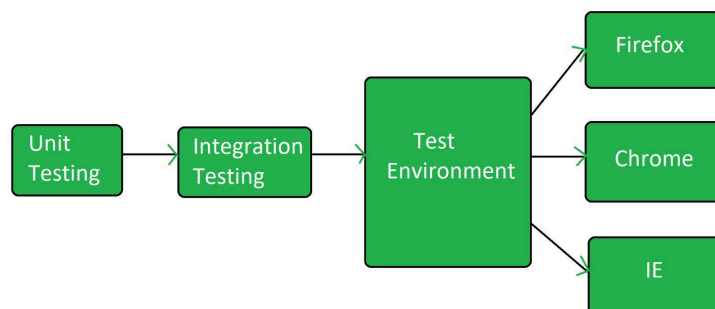 Unit
Testing
Integration
Testing
Test
Environment
Firefox
Chrome
IE